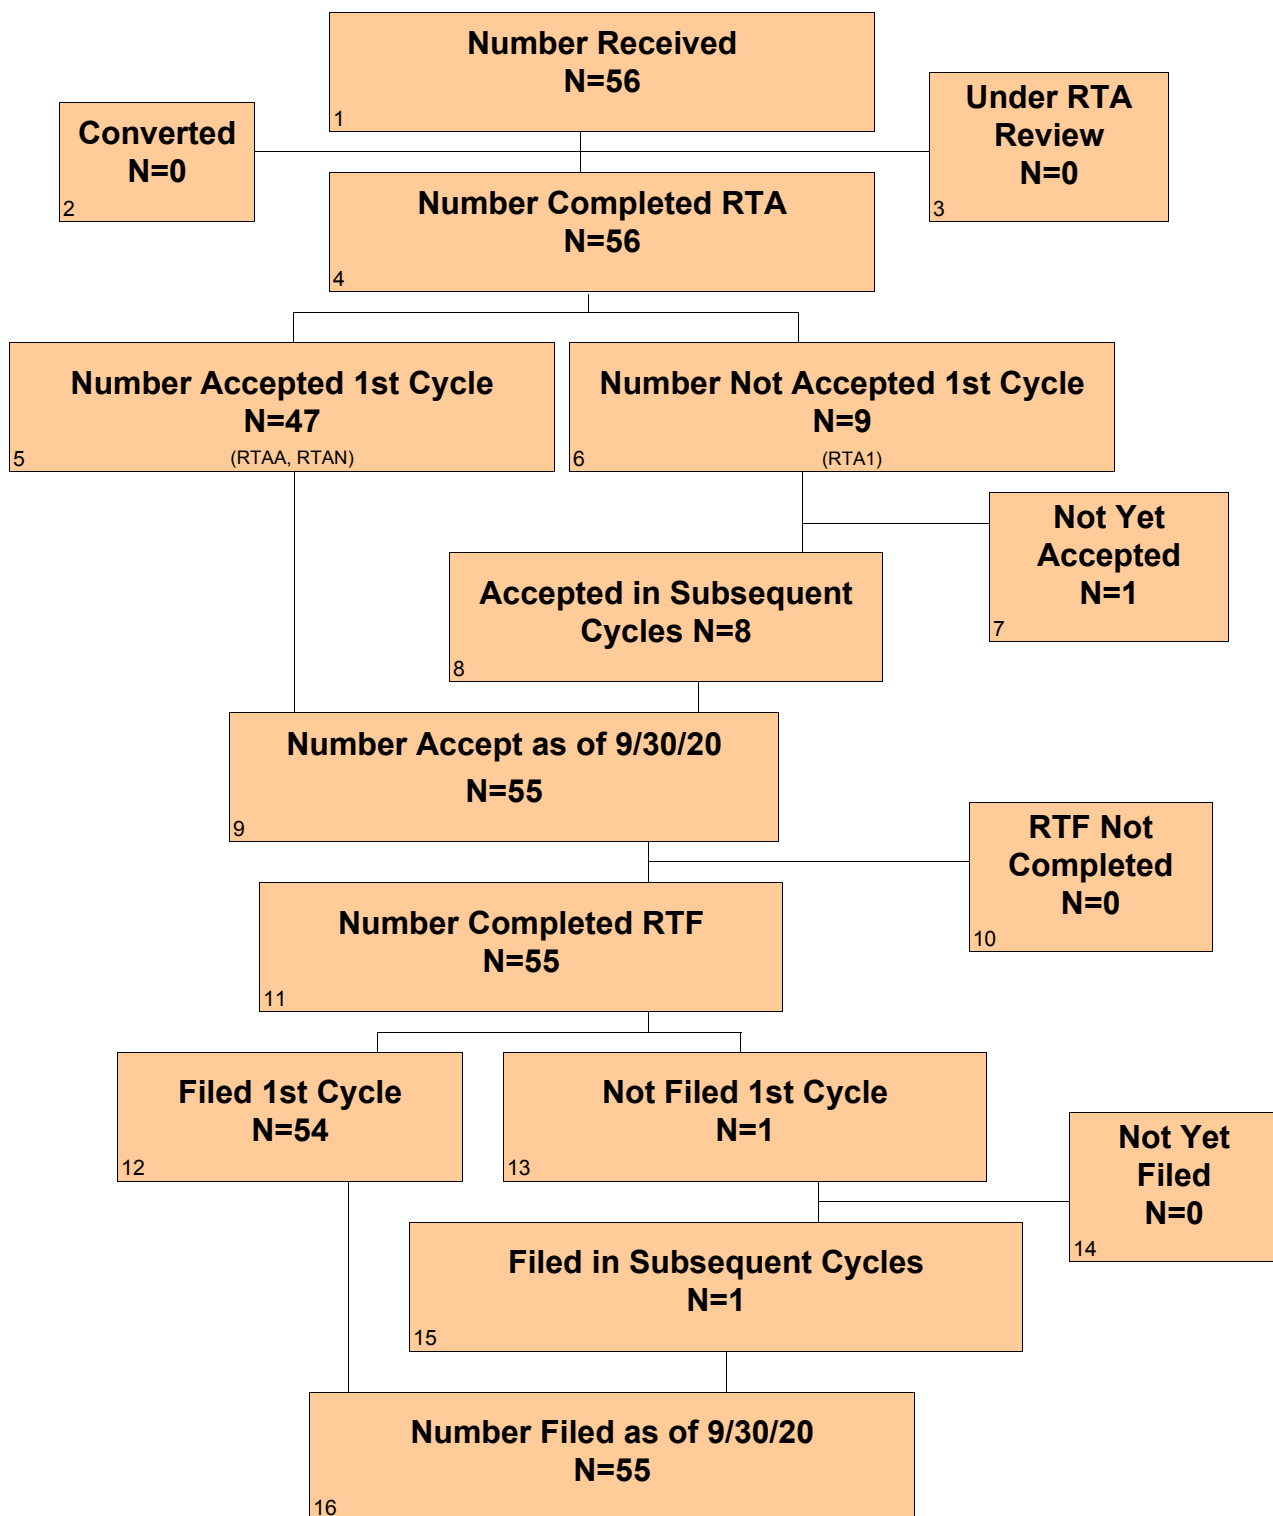 Number Received
N=56
1
Converted
N=0
2
Under RTA
Review
N=0
3
Number Completed RTA
N=56
4
Number Accepted 1st Cycle
N=47
(RTAA, RTAN)
5
Number Not Accepted 1st Cycle
N=9
(RTA1)
6
Not Yet
Accepted
N=1
7
Accepted in Subsequent
Cycles N=8
8
Number Accept as of 9/30/20
N=55
9
RTF Not
Completed
N=0
10
Number Completed RTF
N=55
11
Filed 1st Cycle
N=54
12
Not Filed 1st Cycle
N=1
13
Not Yet
Filed
N=0
14
Filed in Subsequent Cycles
N=1
15
Number Filed as of 9/30/20
N=55
16